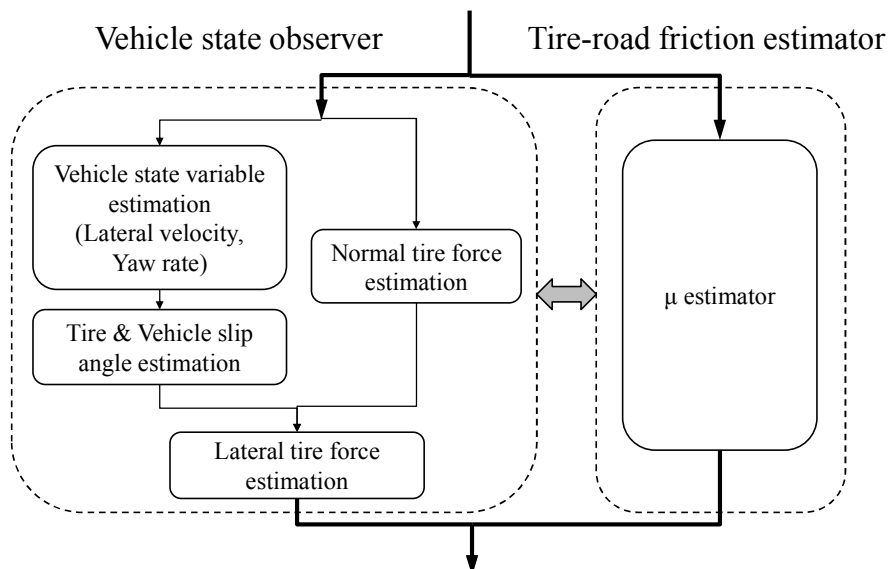 Vehicle state observer
Tire-road friction estimator
Vehicle state variable
estimation
(Lateral velocity,
Yaw rate)
Normal tire force
estimation
μ estimator
Tire & Vehicle slip
angle estimation
Lateral tire force
estimation